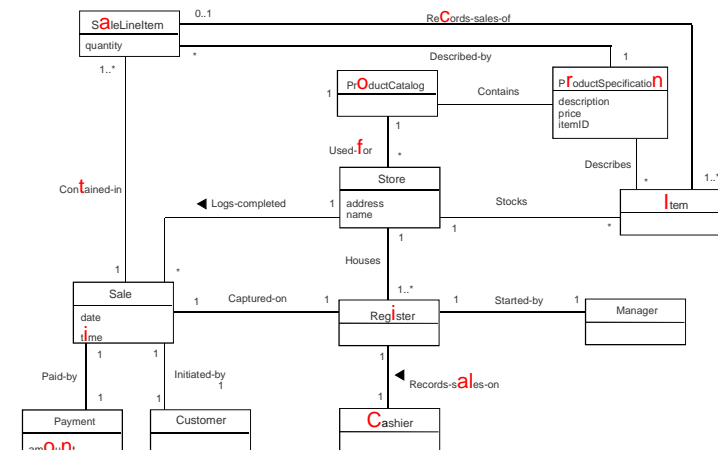 0..1
ReCords-sales-of
SaleLineItem
quantity
*
Described-by
1
1..*
ProductCatalog
1
Contains
ProductSpecification
description
price
itemID
1
Used-for
*
Describes
*
1..*
Contained-in
Store
address
name
Logs-completed
1
Stocks
1
*
Item
1
Houses
1
*
1..*
Sale
date
time
1
Captured-on
1
Register
1
Started-by
1
Manager
1
1
1
Paid-by
Initiated-by
1
Records-sales-on
1
1
1
Payment
amount
Customer
Cashier